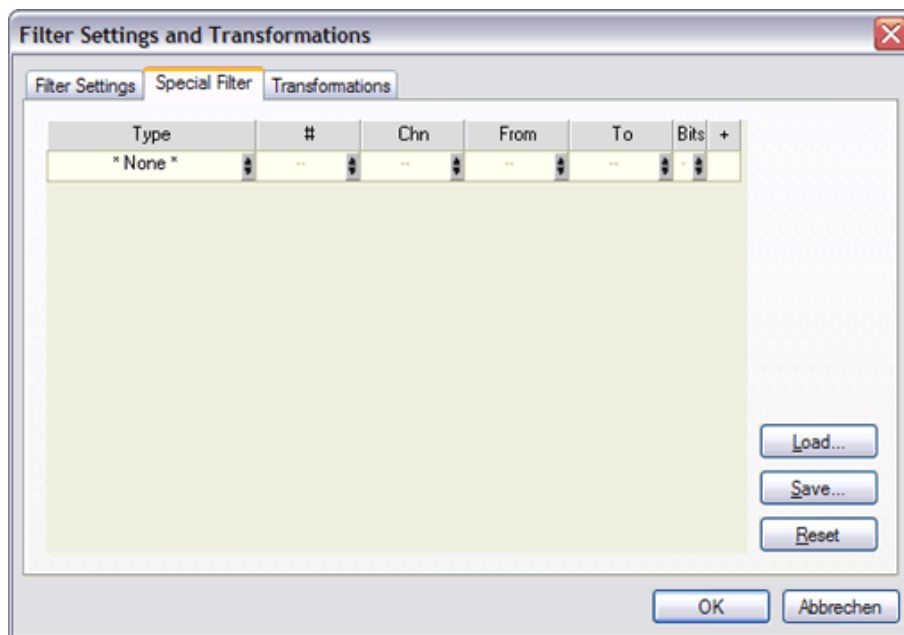 Filter Settings and Transformations
Filter Settings Special Filter Transformations
Type # Chn From To Bits +
* None * -- -- -- -- -
Load...
Save...
Reset
OK Abbrechen